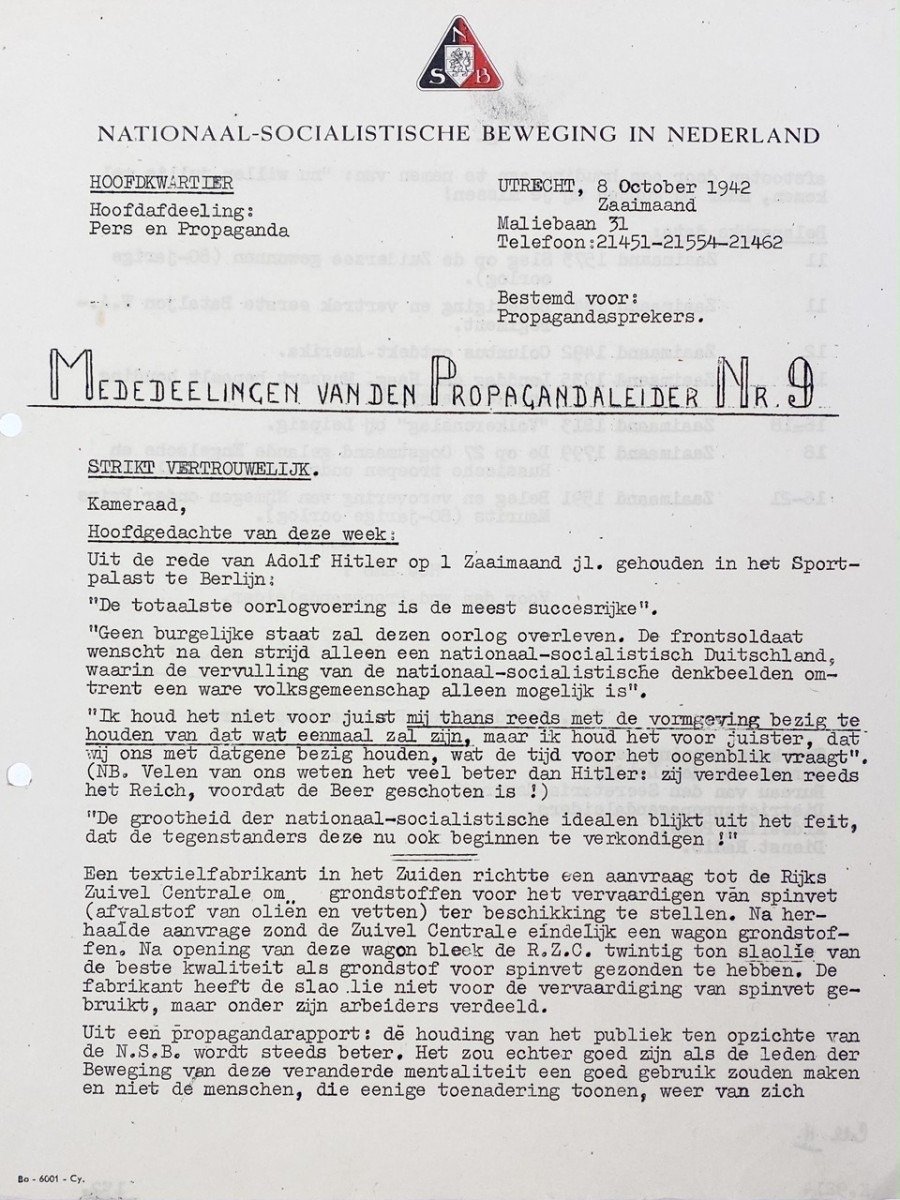 N
S B
NATIONAAL-SOCIALISTISCHE BEWEGING IN NEDERLAND
HOOFDKWARTIER
Hoofdafdeeling:
Pers en Propaganda
UTRECHT, 8 October 1942
Zaaimaand
Maliebaan 31
Telefoon:21451-21554-21462
Bestemd voor:
Propagandasprekers.
MEDEDEELINGEN VAN DEN PROPAGANDALEIDER NR. 9
STRIKT VERTROUWELIJK.
Kameraad,
Hoofdgedachte van deze week:
Uit de rede van Adolf Hitler op 1 Zaaimaand jl. gehouden in het Sport-
palast te Berlijn:
"De totaalste oorlogvoering is de meest succesrijke".
"Geen burgelijke staat zal dezen oorlog overleven. De frontsoldaat
wenscht na den strijd alleen een nationaal-socialistisch Duitschland,
waarin de vervulling van de nationaal-socialistische denkbeelden om-
trent een ware volksgemeenschap alleen mogelijk is".
"Ik houd het niet voor juist mij thans reeds met de vormgeving bezig te
houden van dat wat eenmaal zal zijn, maar ik houd het voor juister, dat
wij ons met datgene bezig houden, wat de tijd voor het oogenblik vraagt".
(NB. Velen van ons weten het veel beter dan Hitler: zij verdeelen reeds
het Reich, voordat de Beer geschoten is !)
"De grootheid der nationaal-socialistische idealen blijkt uit het feit,
dat de tegenstanders deze nu ook beginnen te verkondigen !"
Een textielfabrikant in het Zuiden richtte een aanvraag tot de Rijks
Zuivel Centrale om.. grondstoffen voor het vervaardigen van spinvet
(afvalstof van oliën en vetten) ter beschikking te stellen. Na her-
haalde aanvrage zond de Zuivel Centrale eindelijk een wagon grondstof-
fen. Na opening van deze wagon bleek de R.Z.C. twintig ton slaolie van
de beste kwaliteit als grondstof voor spinvet gezonden te hebben. De
fabrikant heeft de slao.lie niet voor de vervaardiging van spinvet ge-
bruikt, maar onder zijn arbeiders verdeeld.
Uit een propagandarapport: de houding van het publiek ten opzichte van
de N.S.B. wordt steeds beter. Het zou echter goed zijn als de leden der
Beweging van deze veranderde mentaliteit een goed gebruik zouden maken
en niet de menschen, die eenige toenadering toonen, weer van zich
Bo - 6001 - Cy.